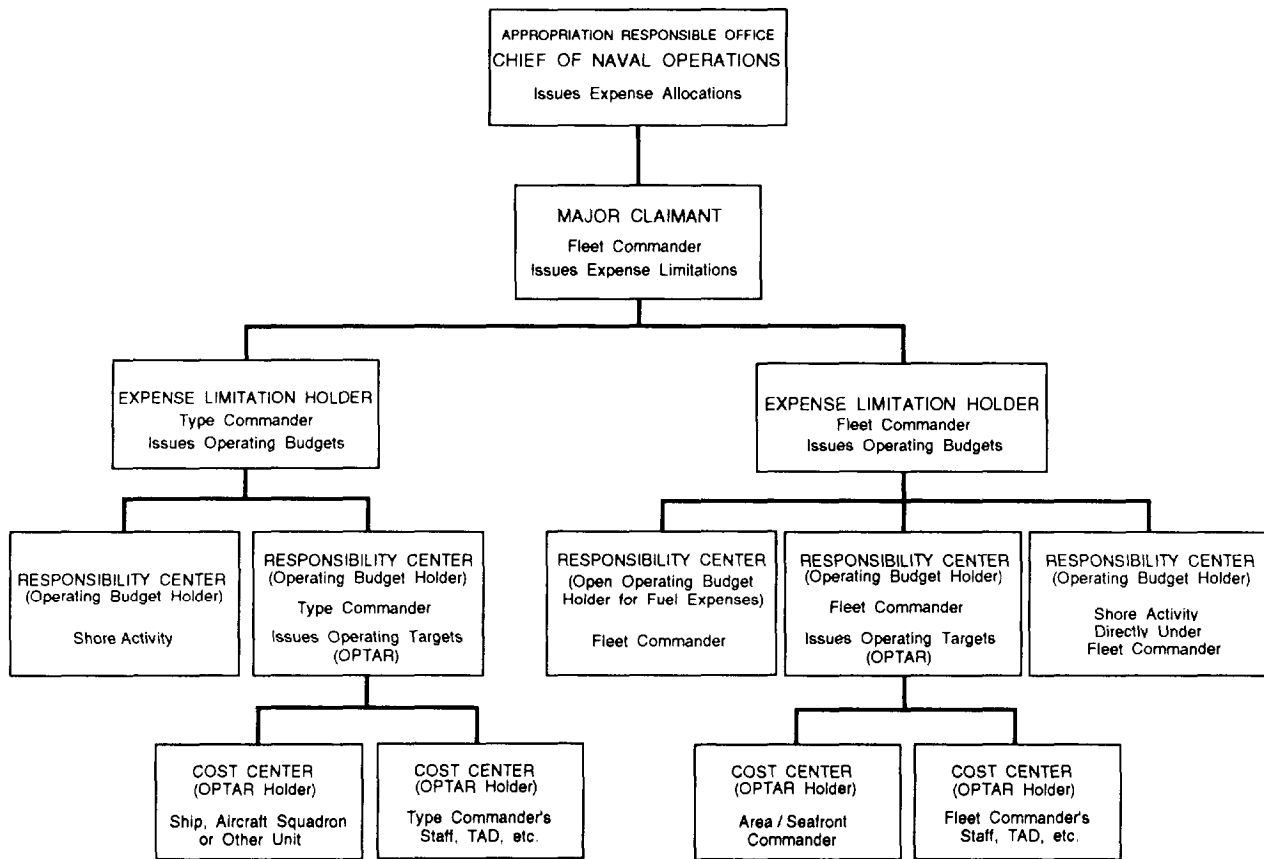 APPROPRIATION RESPONSIBLE OFFICE
CHIEF OF NAVAL OPERATIONS
Issues Expense Allocations
MAJOR CLAIMANT
Fleet Commander
Issues Expense Limitations
EXPENSE LIMITATION HOLDER
Type Commander
Issues Operating Budgets
EXPENSE LIMITATION HOLDER
Fleet Commander
Issues Operating Budgets
RESPONSIBILITY CENTER
(Operating Budget Holder)
Shore Activity
RESPONSIBILITY CENTER
(Operating Budget Holder)
Type Commander
Issues Operating Targets
(OPTAR)
RESPONSIBILITY CENTER
(Open Operating Budget
Holder for Fuel Expenses)
Fleet Commander
RESPONSIBILITY CENTER
(Operating Budget Holder)
Fleet Commander
Issues Operating Targets
(OPTAR)
RESPONSIBILITY CENTER
(Operating Budget Holder)
Shore Activity
Directly Under
Fleet Commander
COST CENTER
(OPTAR Holder)
Ship, Aircraft Squadron
or Other Unit
COST CENTER
(OPTAR Holder)
Type Commander's
Staff, TAD, etc.
COST CENTER
(OPTAR Holder)
Area / Seafront
Commander
COST CENTER
(OPTAR Holder)
Fleet Commander's
Staff, TAD, etc.